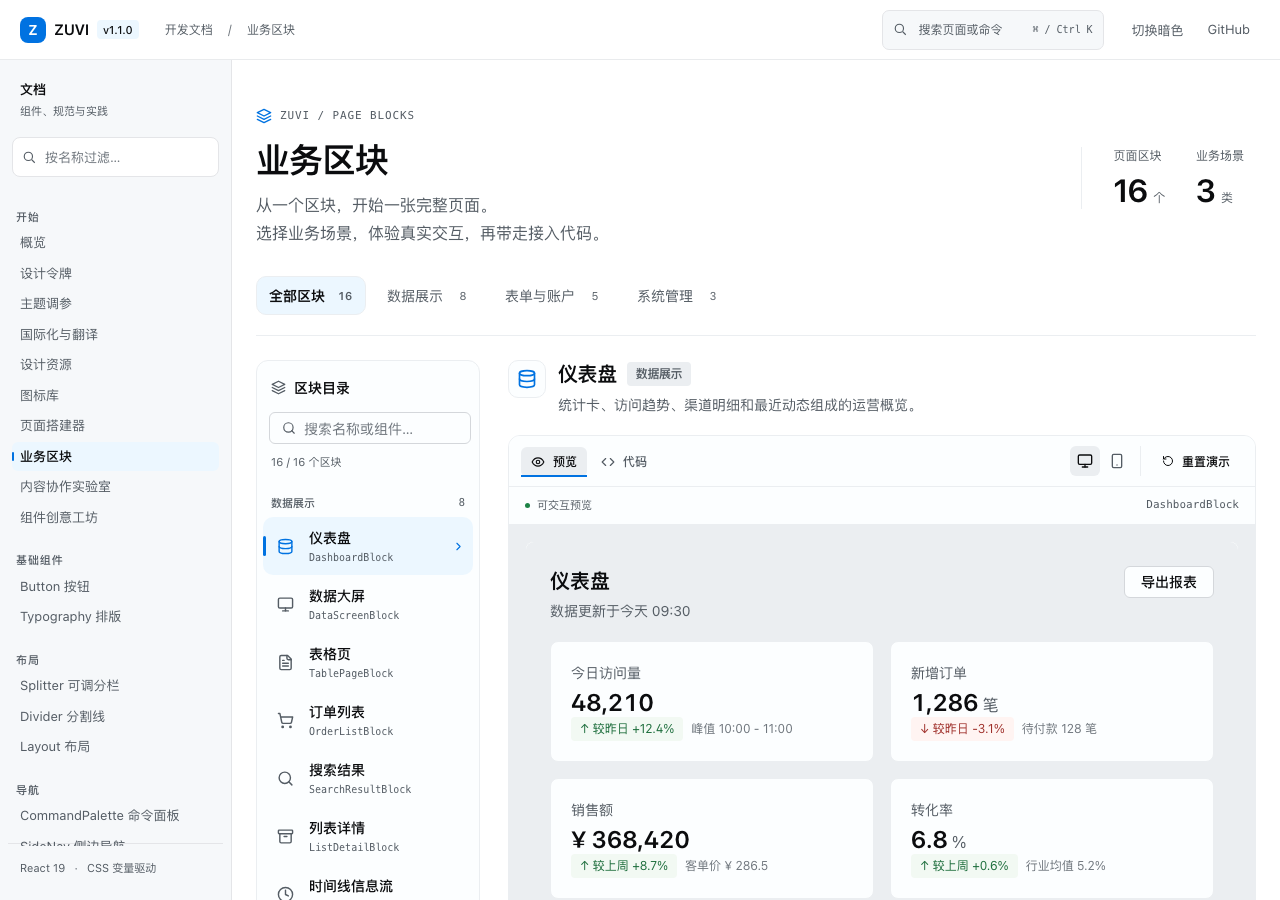 Z ZUVI v1.1.0 开发文档 / 业务区块
搜索页面或命令 ⌘ / Ctrl K 切换暗色 GitHub
文档
组件、规范与实践
按名称过滤...
开始
概览
设计令牌
主题调参
国际化与翻译
设计资源
图标库
页面搭建器
业务区块
内容协作实验室
组件创意工坊
基础组件
Button 按钮
Typography 排版
布局
Splitter 可调分栏
Divider 分割线
Layout 布局
导航
CommandPalette 命令面板
SideNav 侧边导航
React 19 · CSS 变量驱动
ZUVI / PAGE BLOCKS
业务区块
从一个区块，开始一张完整页面。
选择业务场景，体验真实交互，再带走接入代码。
页面区块
16 个
业务场景
3 类
全部区块 16 数据展示 8 表单与账户 5 系统管理 3
区块目录
搜索名称或组件...
16 / 16 个区块
数据展示 8
仪表盘
DashboardBlock
数据大屏
DataScreenBlock
表格页
TablePageBlock
订单列表
OrderListBlock
搜索结果
SearchResultBlock
列表详情
ListDetailBlock
时间线信息流
仪表盘 数据展示
统计卡、访问趋势、渠道明细和最近动态组成的运营概览。
预览 代码 重置演示
可交互预览 DashboardBlock
仪表盘
数据更新于今天 09:30
导出报表
今日访问量
48,210
↑ 较昨日 +12.4% 峰值 10:00 - 11:00
新增订单
1,286 笔
↓ 较昨日 -3.1% 待付款 128 笔
销售额
¥ 368,420
↑ 较上周 +8.7% 客单价 ¥ 286.5
转化率
6.8 %
↑ 较上周 +0.6% 行业均值 5.2%